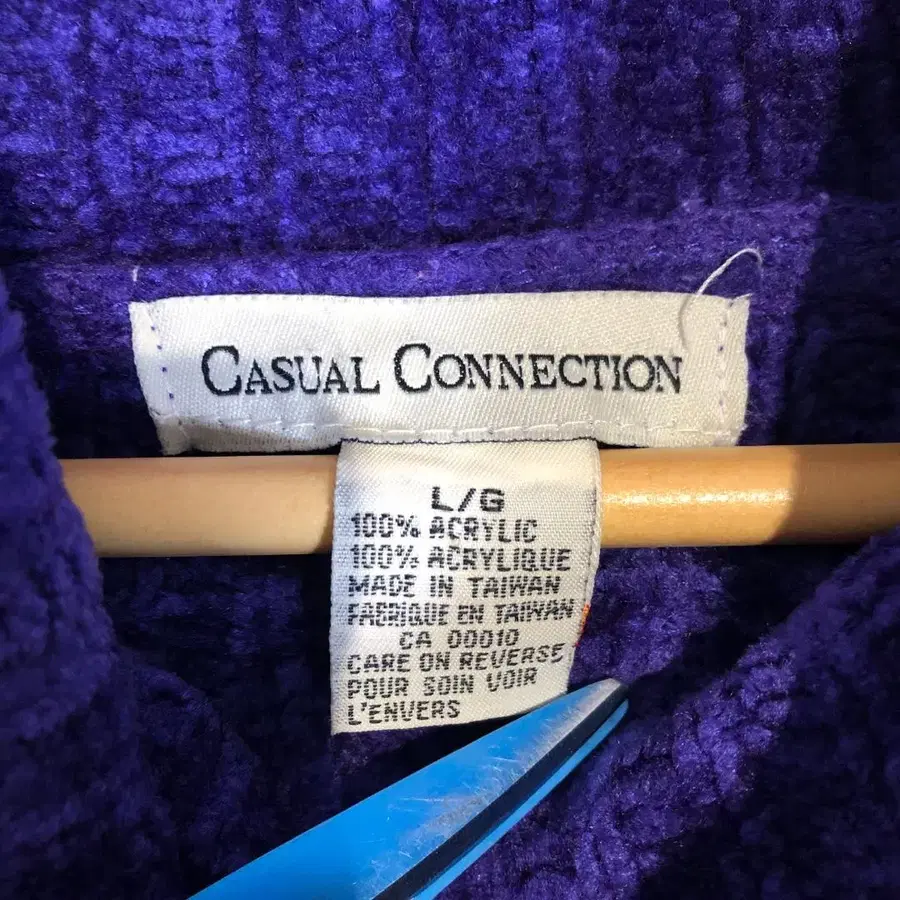 CASUAL CONNECTION
L/G
100% ACRYLIC
100% ACRYLIQUE
MADE IN TAIWAN
FABRIQUE EN TAIWAN
CA 00010
CARE ON REVERSE
POUR SOIN VOIR
L'ENVERS